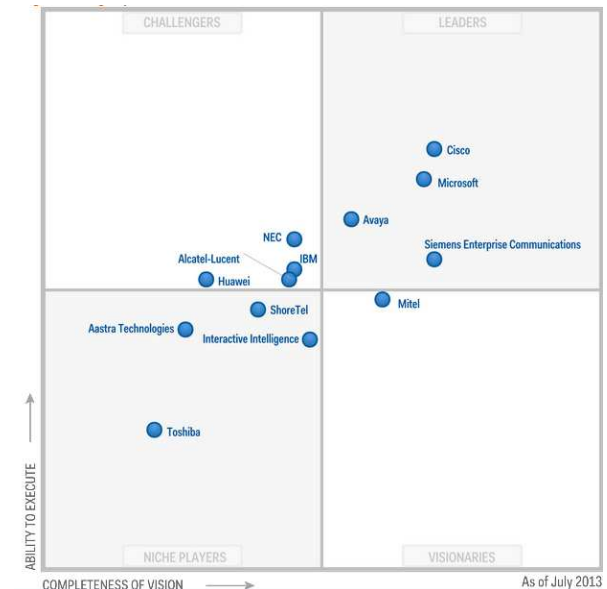 CHALLENGERS
LEADERS
Cisco
Microsoft
Avaya
NEC
Siemens Enterprise Communications
Alcatel-Lucent
IBM
Huawei
Mitel
ShoreTel
Aastra Technologies
Interactive Intelligence
Toshiba
ABILITY TO EXECUTE
NICHE PLAYERS
VISIONARIES
COMPLETENESS OF VISION
As of July 2013